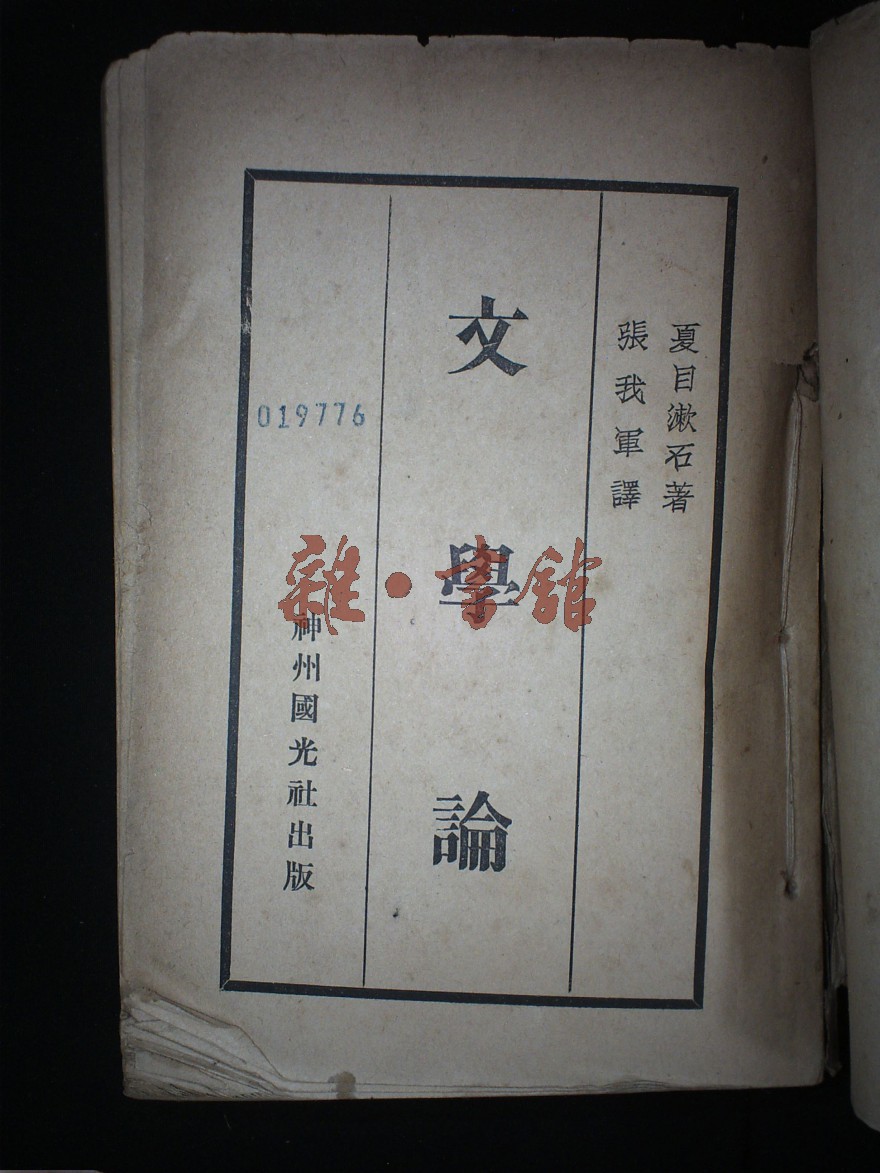 夏目漱石著
張我軍譯
文學論
019776
神州國光社出版
雜·書館